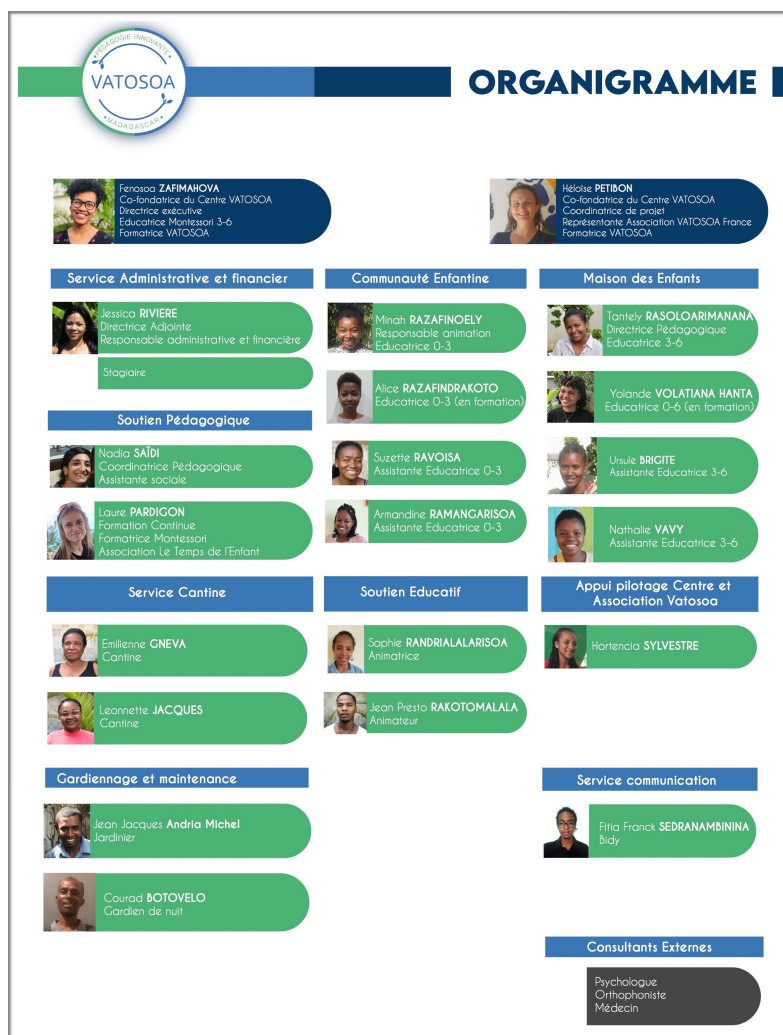 PÉDAGOGIE INNOVANTE
VATOSOA
MADAGASCAR
ORGANIGRAMME
Fenosoa ZAFIMAHOVA
Co-fondatrice du Centre VATOSOA
Directrice exécutive
Educatrice Montessori 3-6
Formatrice VATOSOA
Héloïse PETIBON
Co-fondatrice du Centre VATOSOA
Coordinatrice de projet
Représentante Association VATOSOA France
Formatrice VATOSOA
Service Administrative et financier
Jessica RIVIERE
Directrice Adjointe
Responsable administrative et financière
Stagiaire
Soutien Pédagogique
Nadia SAÏDI
Coordinatrice Pédagogique
Assistante sociale
Laure PARDIGON
Formation Continue
Formatrice Montessori
Association Le Temps de l'Enfant
Communauté Enfantine
Minah RAZAFINOELY
Responsable animation
Educatrice 0-3
Alice RAZAFINDRAKOTO
Educatrice 0-3 (en formation)
Suzette RAVOISA
Assistante Educatrice 0-3
Armandine RAMANGARISOA
Assistante Educatrice 0-3
Maison des Enfants
Tantely RASOLOARIMANANA
Directrice Pédagogique
Educatrice 3-6
Yolande VOLATIANA HANTA
Educatrice 0-6 (en formation)
Ursule BRIGITE
Assistante Educatrice 3-6
Nathalie VAVY
Assistante Educatrice 3-6
Service Cantine
Emilienne GNEVA
Cantine
Leonnette JACQUES
Cantine
Soutien Educatif
Sophie RANDRIALALARISOA
Animatrice
Jean Presto RAKOTOMALALA
Animateur
Appui pilotage Centre et
Association Vatosoa
Hortencia SYLVESTRE
Gardiennage et maintenance
Jean Jacques Andria Michel
Jardinier
Courad BOTOVELO
Gardien de nuit
Service communication
Fitia Franck SEDRANAMBININA
Bidy
Consultants Externes
Psychologue
Orthophoniste
Médecin